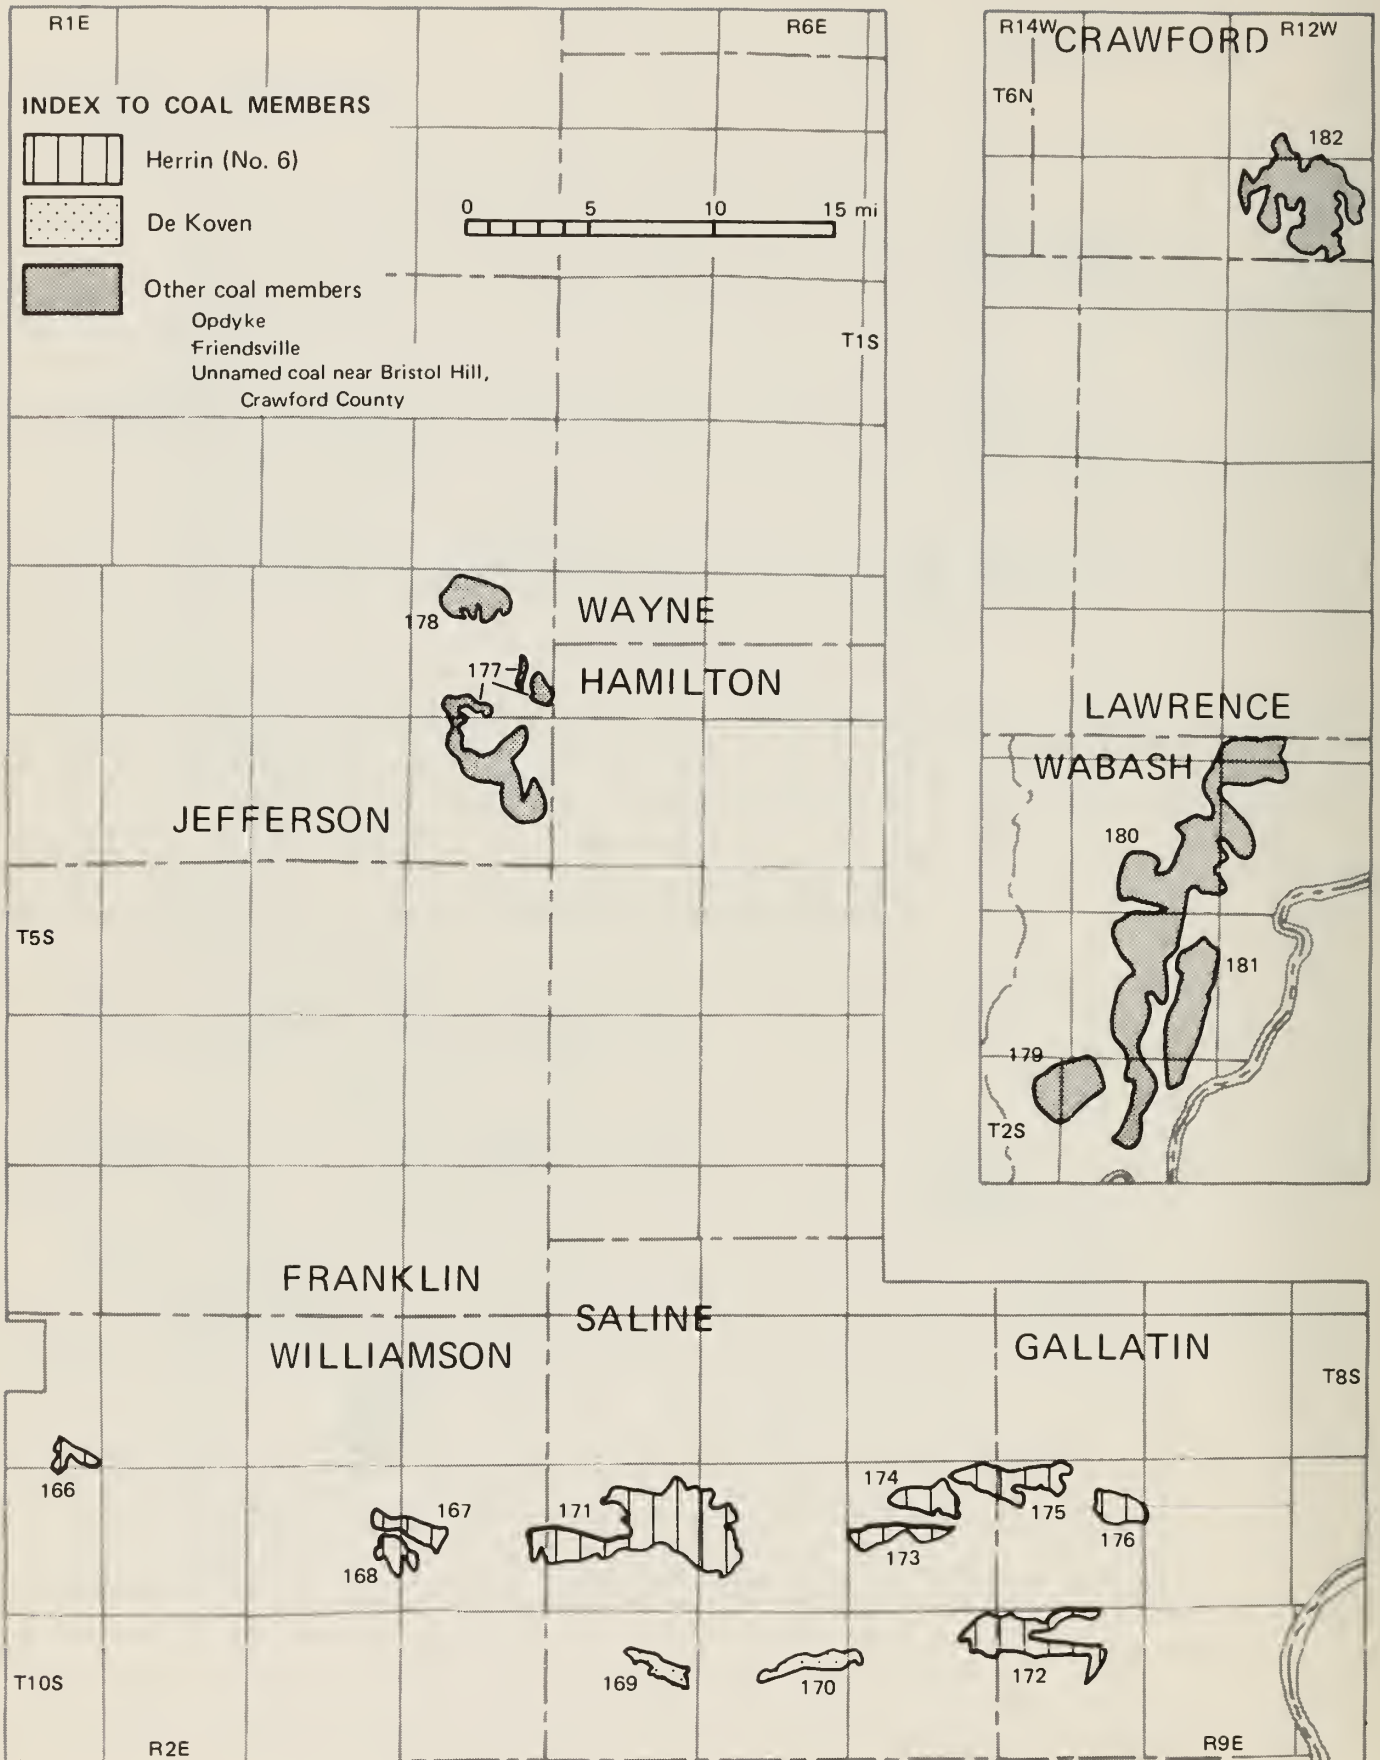 R1E
R6E
R14W
CRAWFORD
R12W
INDEX TO COAL MEMBERS
T6N
182
Herrin (No. 6)
De Koven
0 5 10 15 mi
Other coal members
Opdyke
Friendsville
Unnamed coal near Bristol Hill,
Crawford County
T1S
178
WAYNE
177
HAMILTON
LAWRENCE
WABASH
JEFFERSON
180
T5S
181
179
T2S
FRANKLIN
SALINE
WILLIAMSON
GALLATIN
T8S
166
167
171
174
175
176
168
173
169
170
172
T10S
R2E
R9E